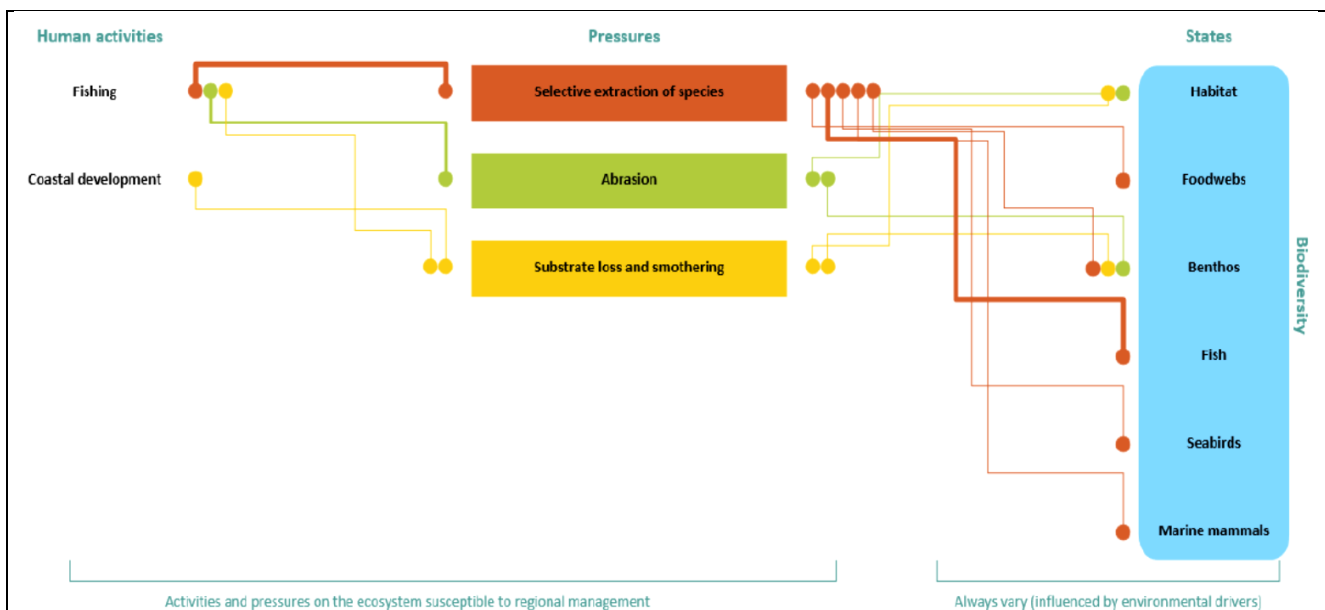 Human activities
Pressures
States
Fishing
Selective extraction of species
Habitat
Coastal development
Abrasion
Foodwebs
Substrate loss and smothering
Benthos
Biodiversity
Fish
Seabirds
Marine mammals
Activities and pressures on the ecosystem susceptible to regional management
Always vary (influenced by environmental drivers)